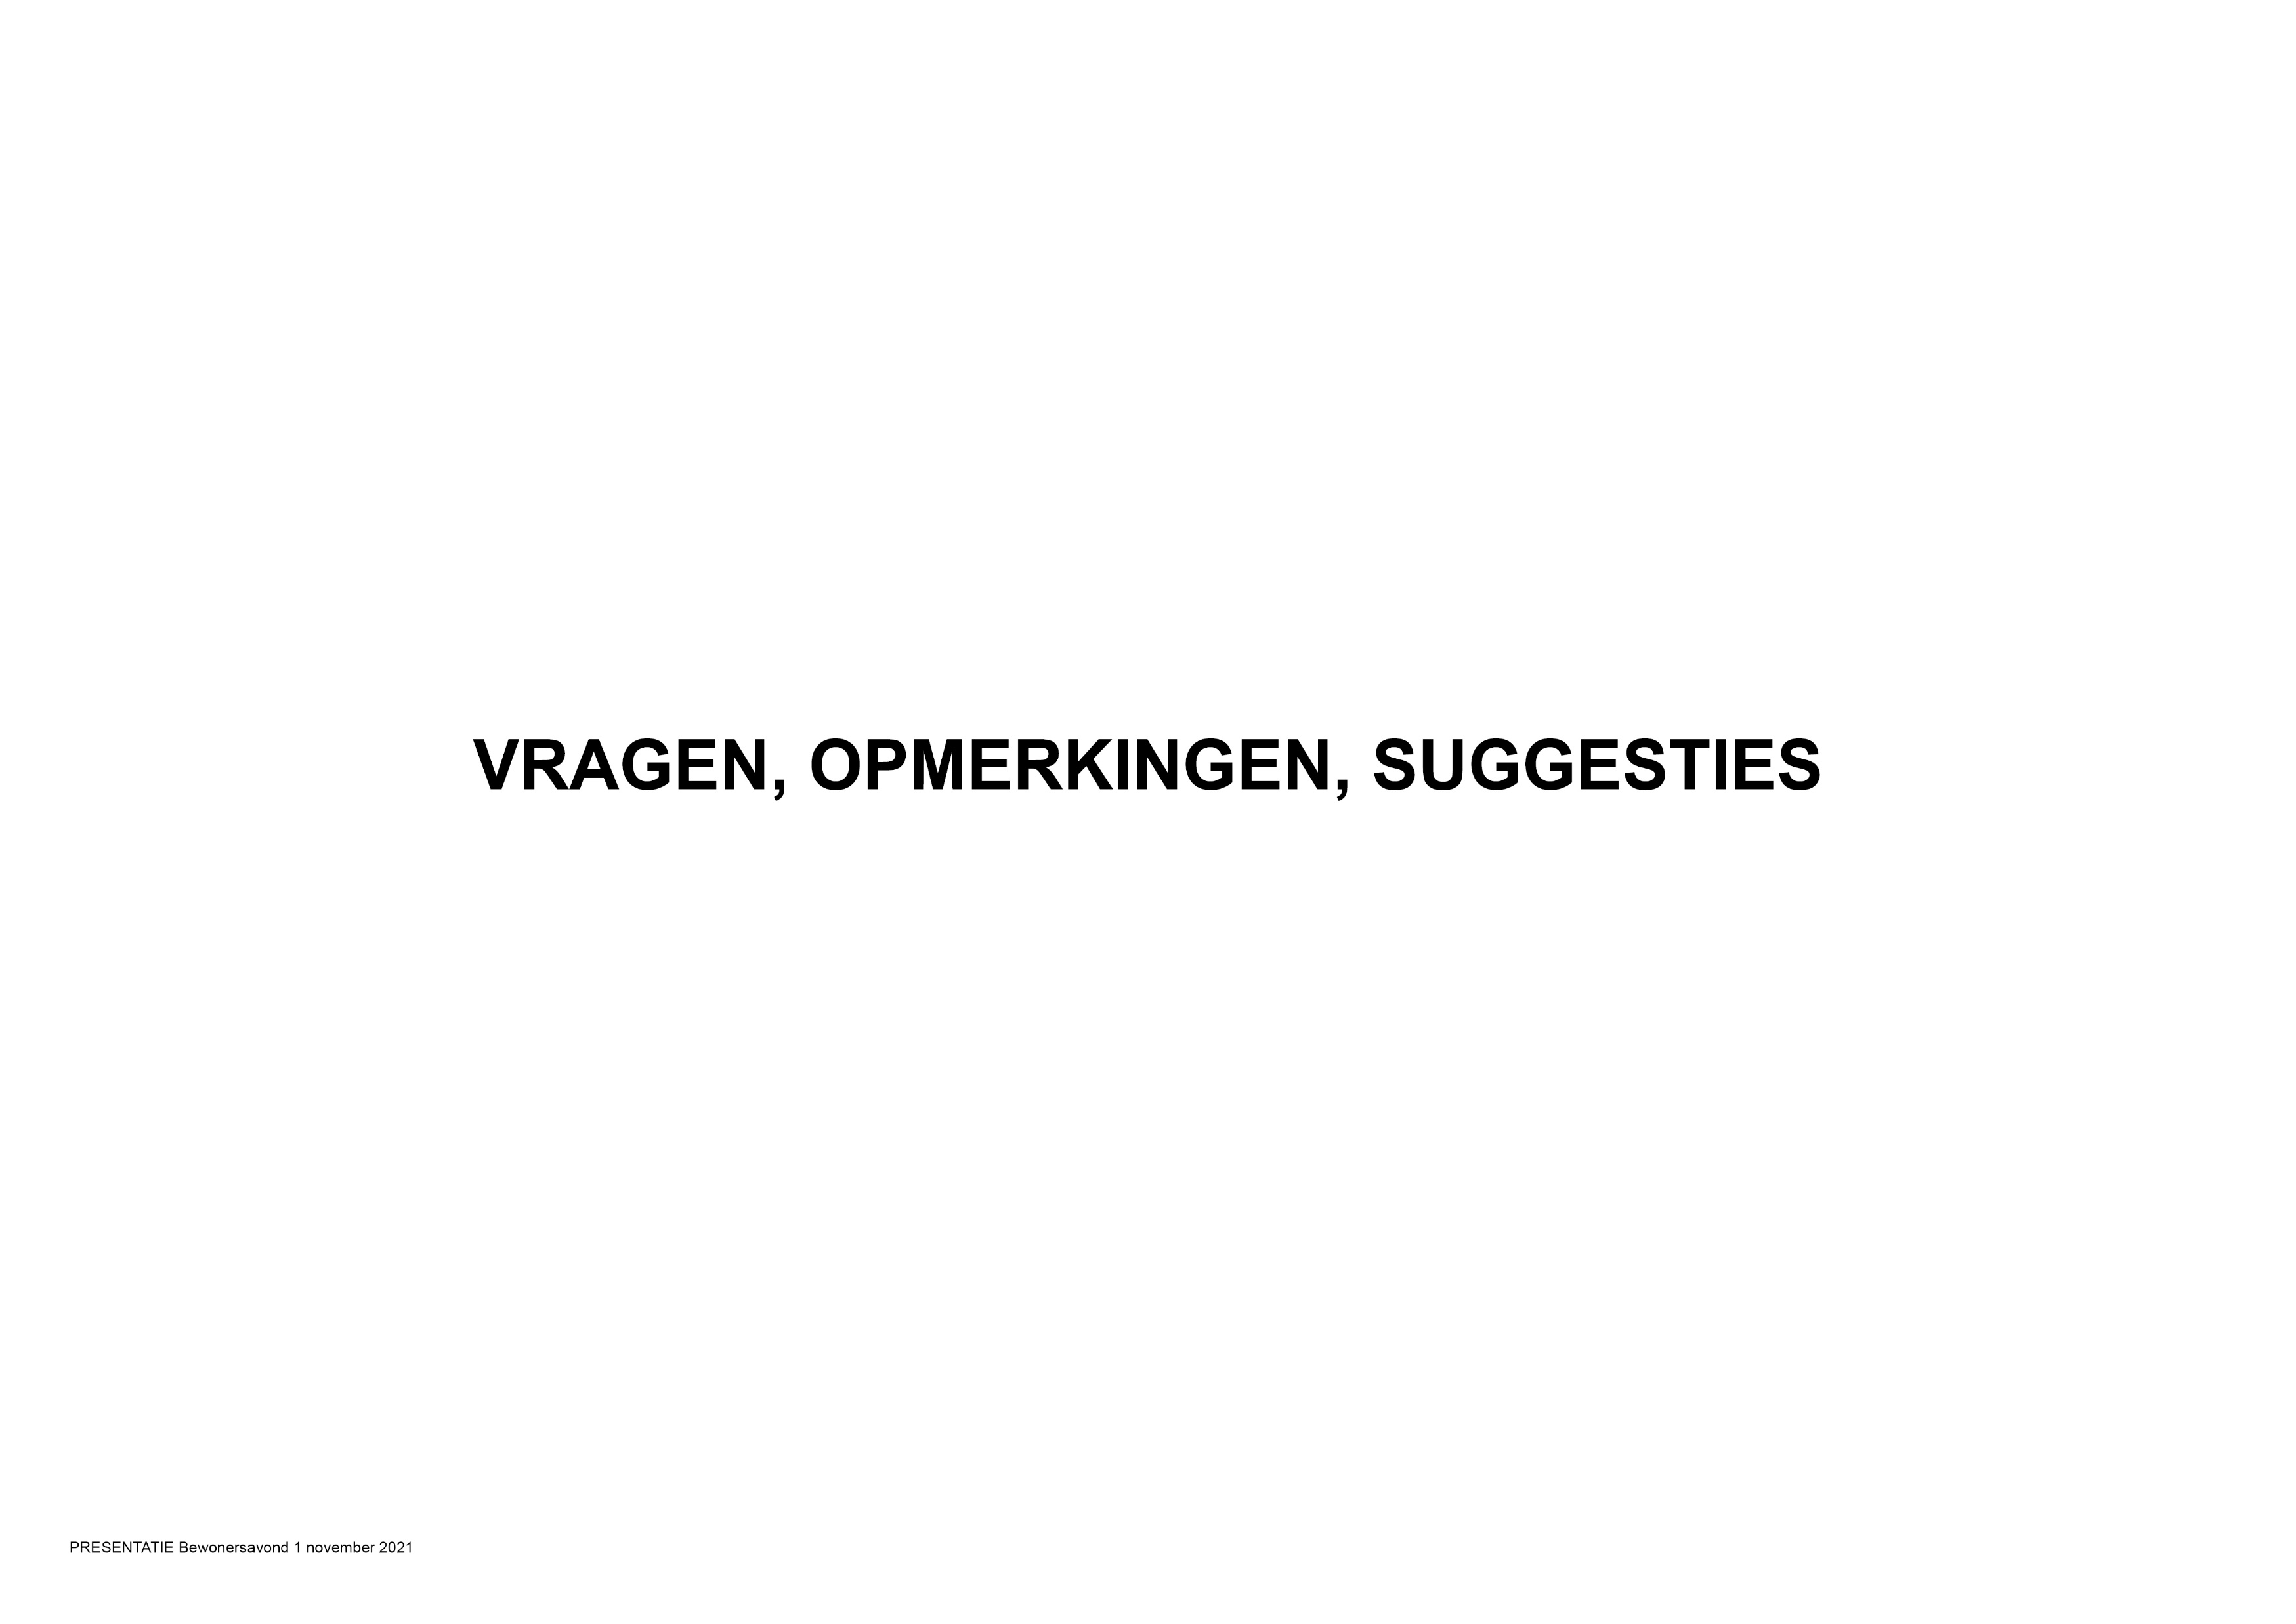 VRAGEN, OPMERKINGEN, SUGGESTIES
PRESENTATIE Bewonersavond 1 november 2021